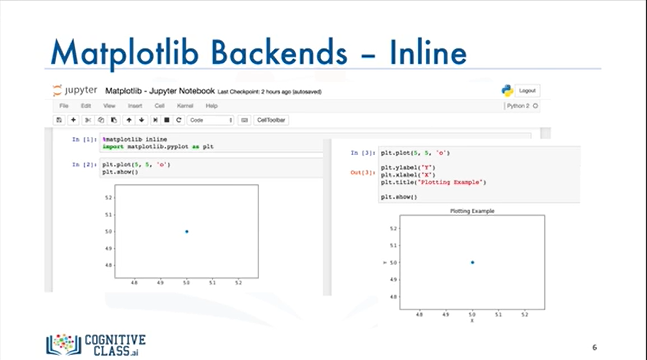 Matplotlib Backends – Inline
jupyter Matplotlib - Jupyter Notebook Last Checkpoint: 2 hours ago (autosaved)
Logout
File Edit View Insert Cell Kernel Help
Python 2
Code CellToolbar
In [1]: %matplotlib inline
import matplotlib.pyplot as plt
In [2]: plt.plot(5, 5, 'o')
plt.show()
5.2
5.1
5.0
4.9
4.8
4.8 4.9 5.0 5.1 5.2
In [3]: plt.plot(5, 5, 'o')
Out[3]: plt.ylabel("Y")
plt.xlabel("X")
plt.title("Plotting Example")
plt.show()
Plotting Example
5.2
5.1
Y
5.0
4.9
4.8
4.8 4.9 5.0 5.1 5.2
X
COGNITIVE
CLASS.ai
6